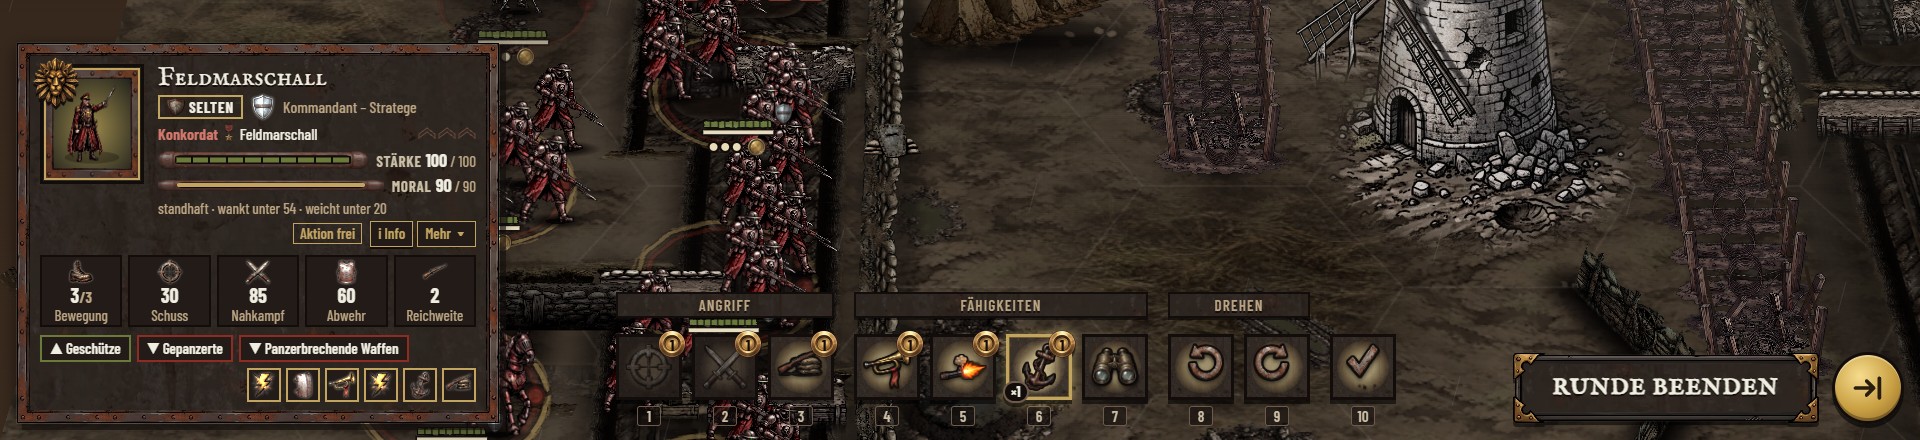 Feldmarschall
SELTEN Kommandant – Stratege
Konkordat Feldmarschall
STÄRKE 100 / 100
MORAL 90 / 90
standhaft · wankt unter 54 · weicht unter 20
Aktion frei i Info Mehr
3/3 30 85 60 2
Bewegung Schuss Nahkampf Abwehr Reichweite
▲ Geschütze ▼ Gepanzerte ▼ Panzerbrechende Waffen
ANGRIFF FÄHIGKEITEN DREHEN
1 1 1 1 1 1
×1
1 2 3 4 5 6 7 8 9 10
RUNDE BEENDEN